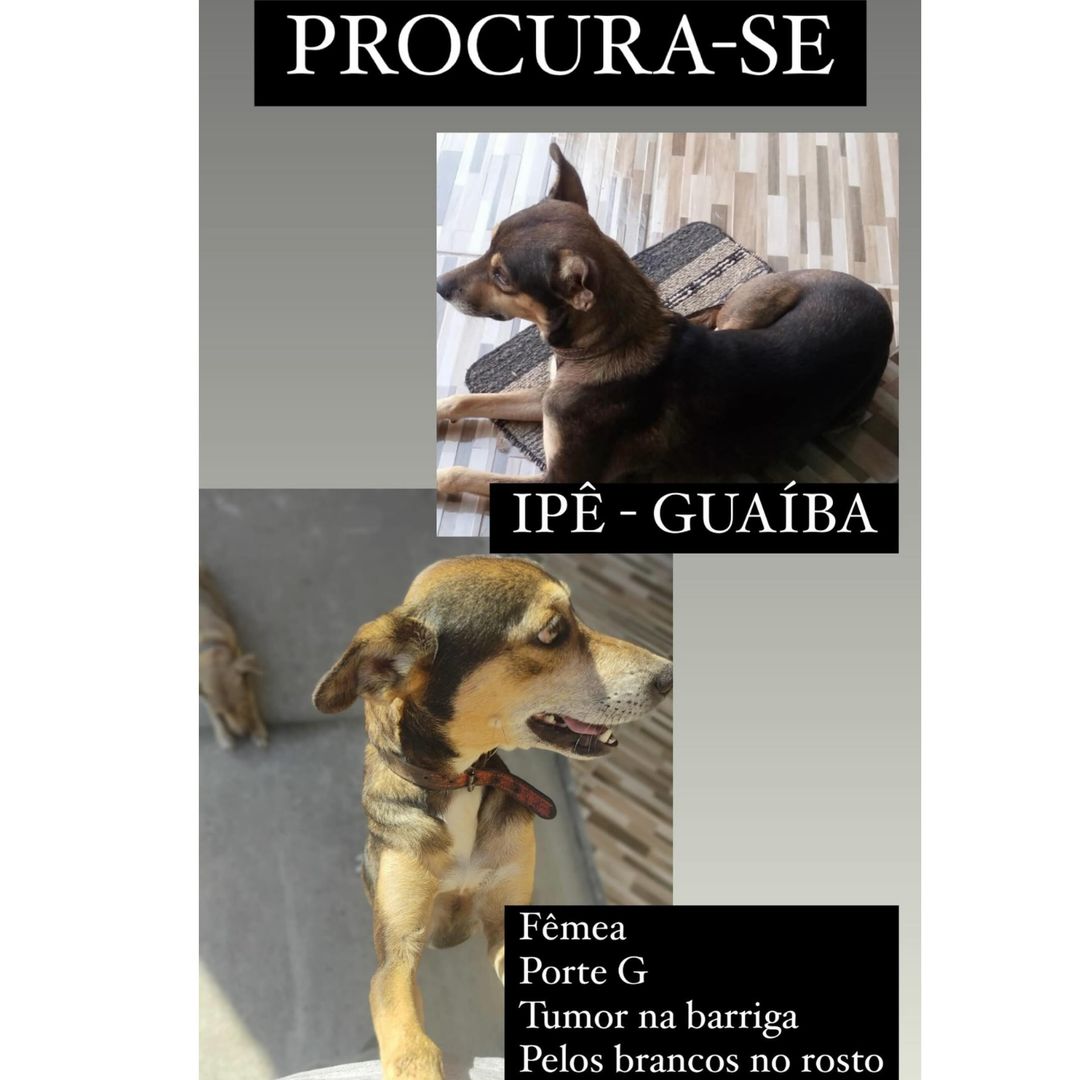 PROCURA-SE
IPÊ - GUAÍBA
Fêmea
Porte G
Tumor na barriga
Pelos brancos no rosto